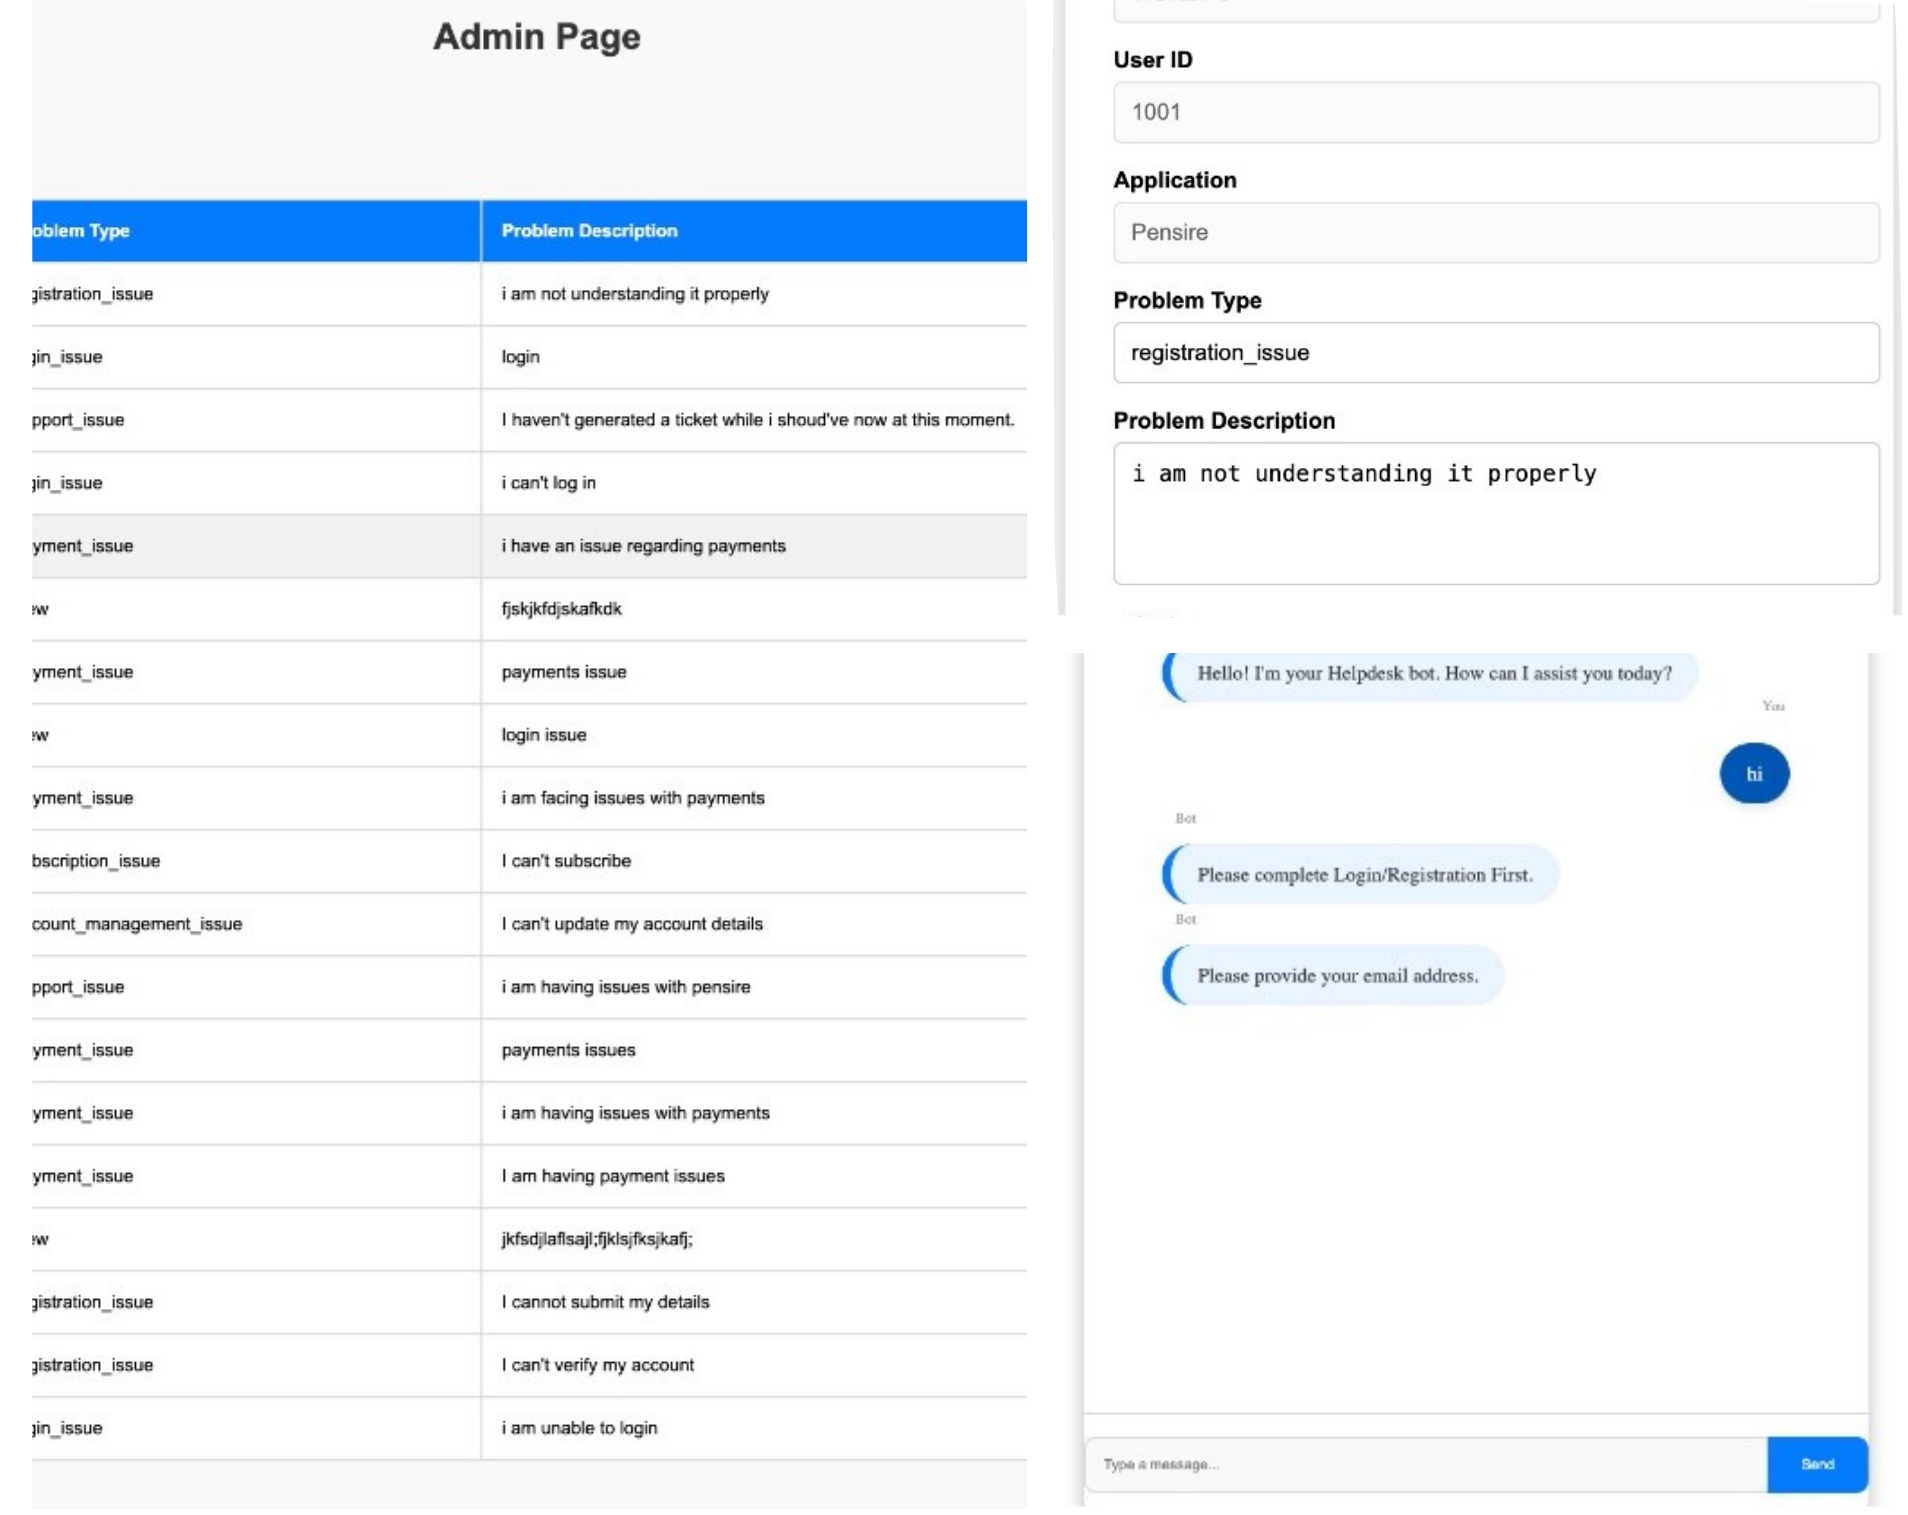 Admin Page
oblem Type Problem Description
gistration_issue i am not understanding it properly
gin_issue login
pport_issue I haven't generated a ticket while i shoud've now at this moment.
gin_issue i can't log in
yment_issue i have an issue regarding payments
ew fjskjkfdjskafkdk
yment_issue payments issue
ew login issue
yment_issue i am facing issues with payments
bscription_issue I can't subscribe
count_management_issue I can't update my account details
pport_issue i am having issues with pensire
yment_issue payments issues
yment_issue i am having issues with payments
yment_issue I am having payment issues
ew jkfsdjlaflsajl;fjklsjfksjkafj;
gistration_issue I cannot submit my details
gistration_issue I can't verify my account
gin_issue i am unable to login
User ID
1001
Application
Pensire
Problem Type
registration_issue
Problem Description
i am not understanding it properly
Hello! I'm your Helpdesk bot. How can I assist you today?
You
hi
Bot
Please complete Login/Registration First.
Bot
Please provide your email address.
Type a message...
Send